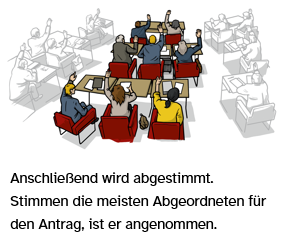 Anschließend wird abgestimmt.
Stimmen die meisten Abgeordneten für
den Antrag, ist er angenommen.